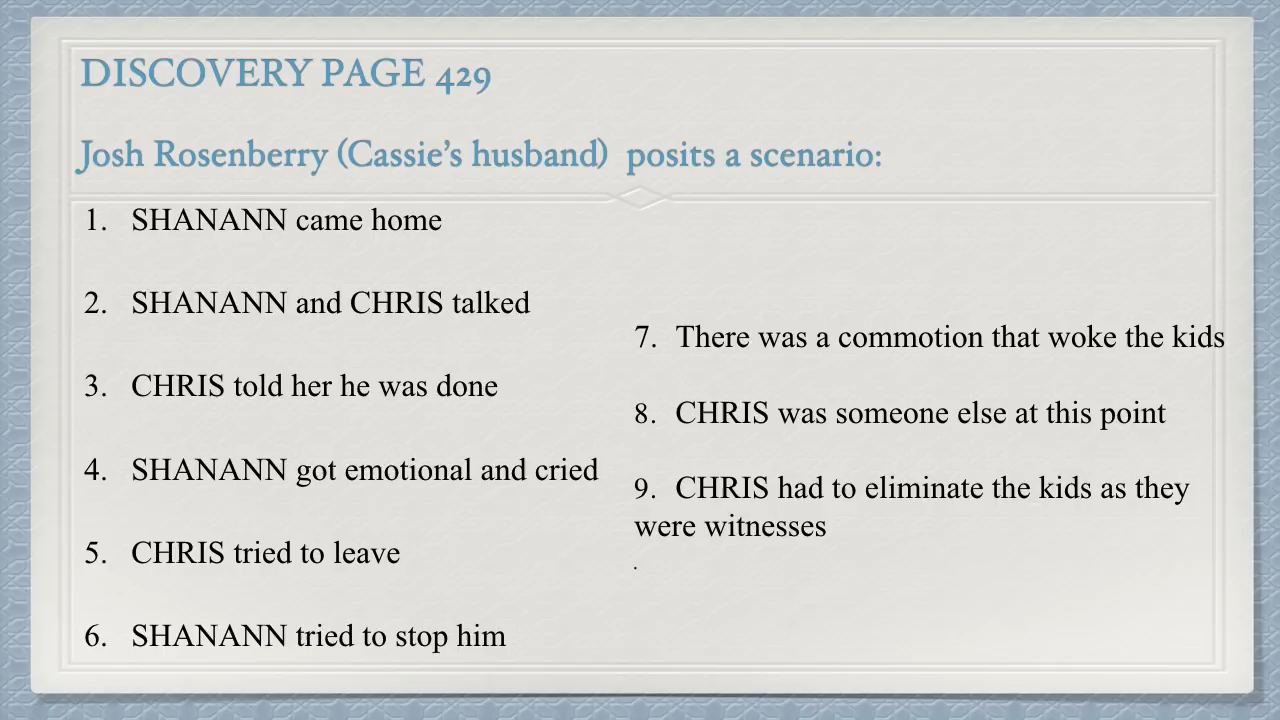 DISCOVERY PAGE 429
Josh Rosenberry (Cassie’s husband)  posits a scenario:
1. SHANANN came home
2. SHANANN and CHRIS talked
3. CHRIS told her he was done
4. SHANANN got emotional and cried
5. CHRIS tried to leave
6. SHANANN tried to stop him
7. There was a commotion that woke the kids
8. CHRIS was someone else at this point
9. CHRIS had to eliminate the kids as they
were witnesses
.